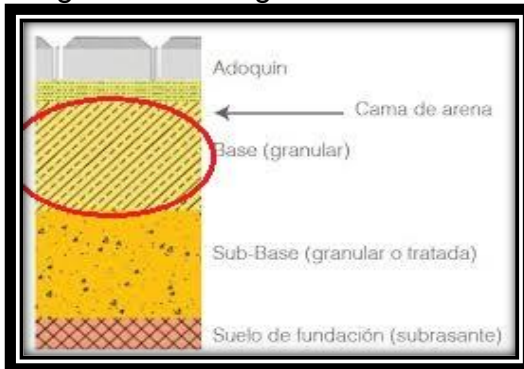 Adoquin
Cama de arena
Base (granular)
Sub-Base (granular o tratada)
Suelo de fundación (subrasante)